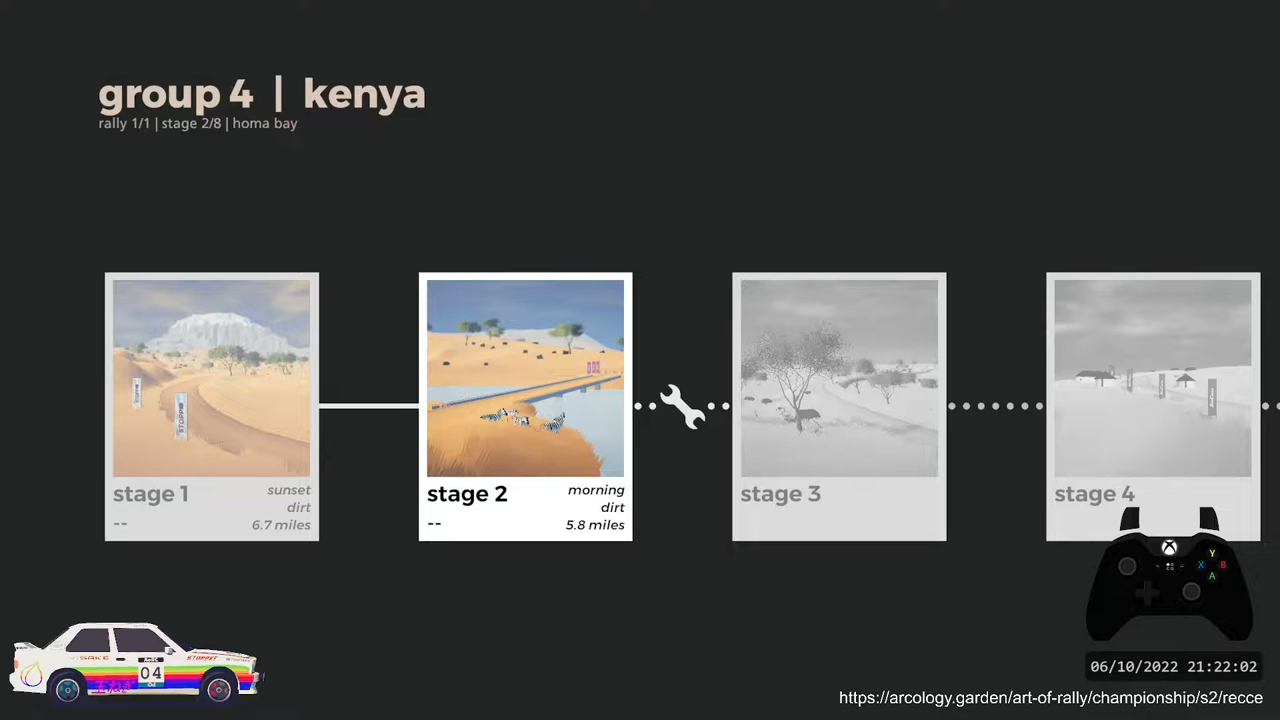 group 4 | kenya
rally 1/1 | stage 2/8 | homa bay
stage 1
sunset
dirt
--
6.7 miles
stage 2
morning
dirt
--
5.8 miles
stage 3
stage 4
Y
X
B
A
STOPPET
04
06/10/2022 21:22:02
https://arcology.garden/art-of-rally/championship/s2/recce